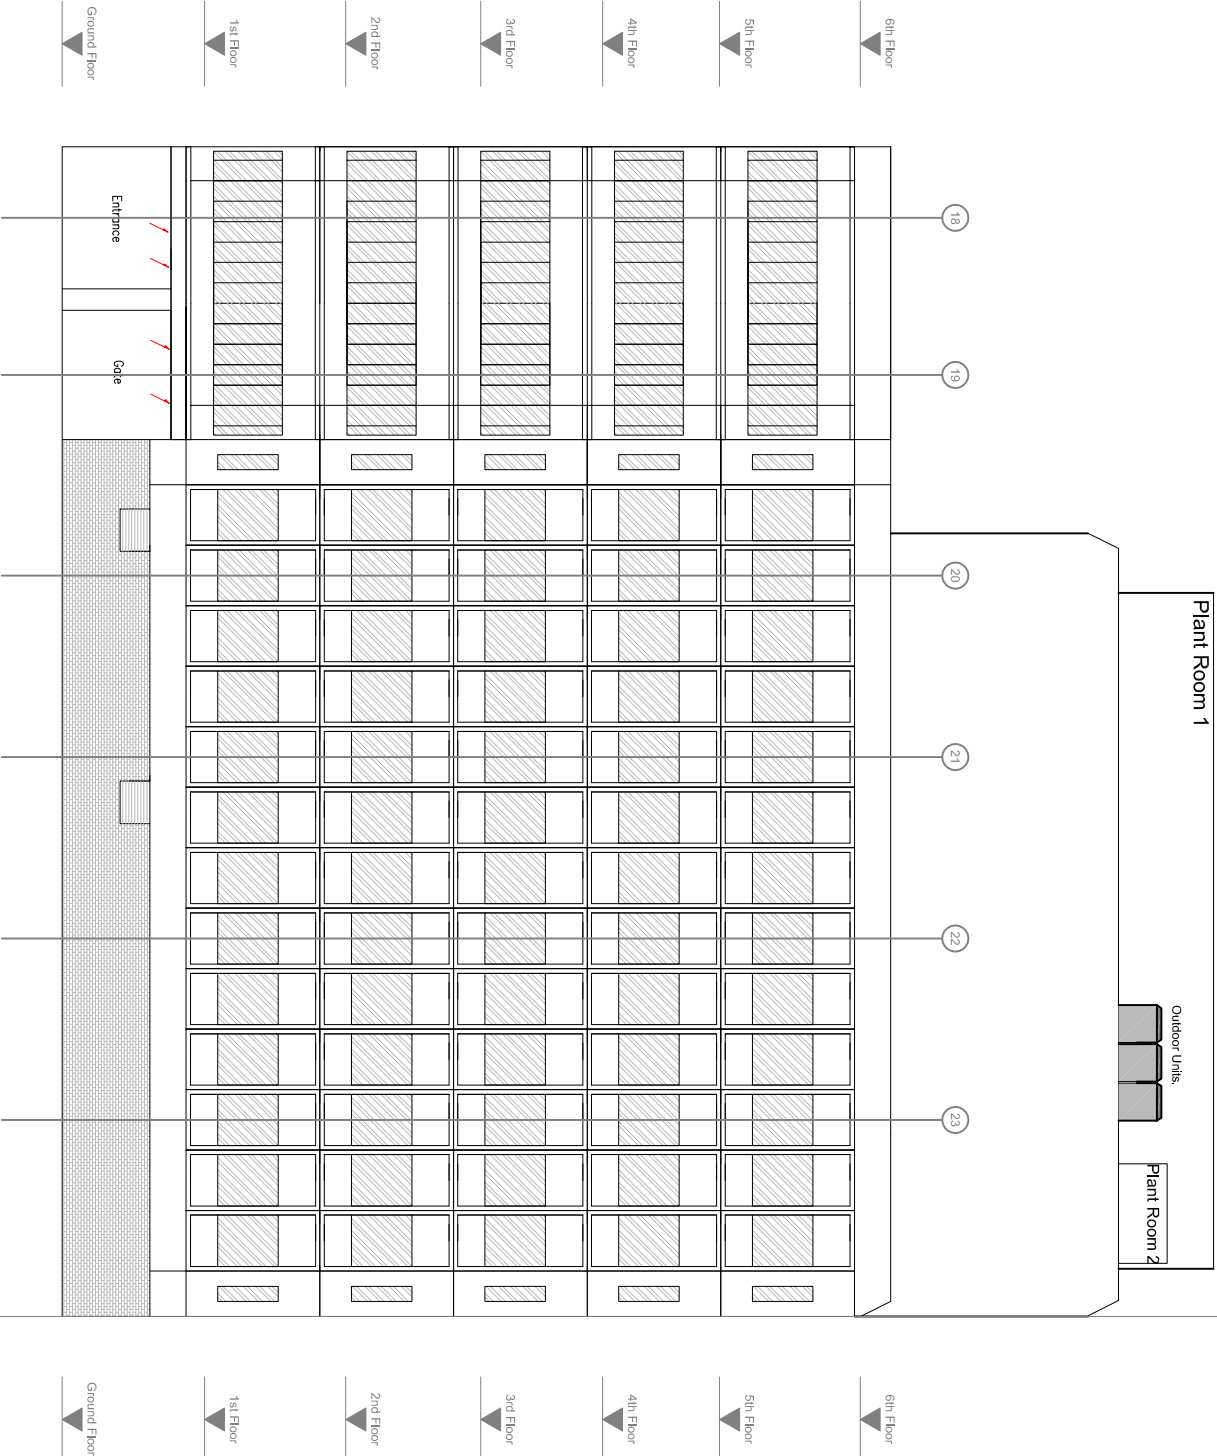 Ground Floor
1st Floor
2nd Floor
3rd Floor
4th Floor
5th Floor
6th Floor
Entrance
Gate
18
19
20
21
22
23
Plant Room 1
Outdoor Units.
Plant Room 2
Ground Floor
1st Floor
2nd Floor
3rd Floor
4th Floor
5th Floor
6th Floor